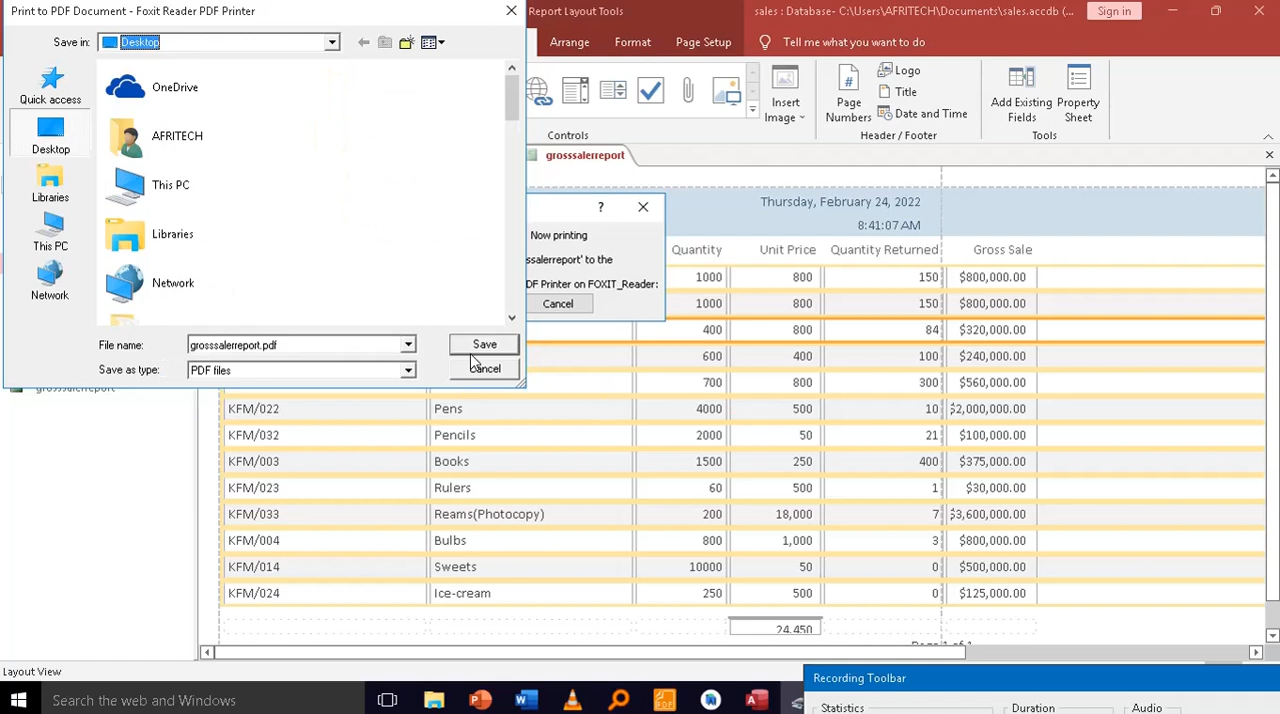 Print to PDF Document - Foxit Reader PDF Printer
Report Layout Tools
sales : Database- C:\Users\AFRITECH\Documents\sales.accdb (...
Sign in
Save in:
Desktop
Arrange
Format
Page Setup
Tell me what you want to do
Quick access
Desktop
Libraries
This PC
Network
OneDrive
AFRITECH
This PC
Libraries
Network
File name:
grosssalerreport.pdf
Save
Save as type:
PDF files
Cancel
Insert
Image
Page
Numbers
Logo
Title
Date and Time
Add Existing
Fields
Property
Sheet
Controls
Header / Footer
Tools
grosssalerreport
?
Now printing
ssalerreport' to the
DF Printer on FOXIT_Reader:
Cancel
Thursday, February 24, 2022
8:41:07 AM
Quantity Unit Price Quantity Returned Gross Sale
1000 800 150 $800,000.00
1000 800 150 $800,000.00
400 800 84 $320,000.00
600 400 100 $240,000.00
700 800 300 $560,000.00
KFM/022 Pens 4000 500 10 $2,000,000.00
KFM/032 Pencils 2000 50 21 $100,000.00
KFM/003 Books 1500 250 400 $375,000.00
KFM/023 Rulers 60 500 1 $30,000.00
KFM/033 Reams(Photocopy) 200 18,000 7 $3,600,000.00
KFM/004 Bulbs 800 1,000 3 $800,000.00
KFM/014 Sweets 10000 50 0 $500,000.00
KFM/024 Ice-cream 250 500 0 $125,000.00
24,450
Page 1 of 1
grosssalerreport
Layout View
Search the web and Windows
Recording Toolbar
Statistics
Duration
Audio